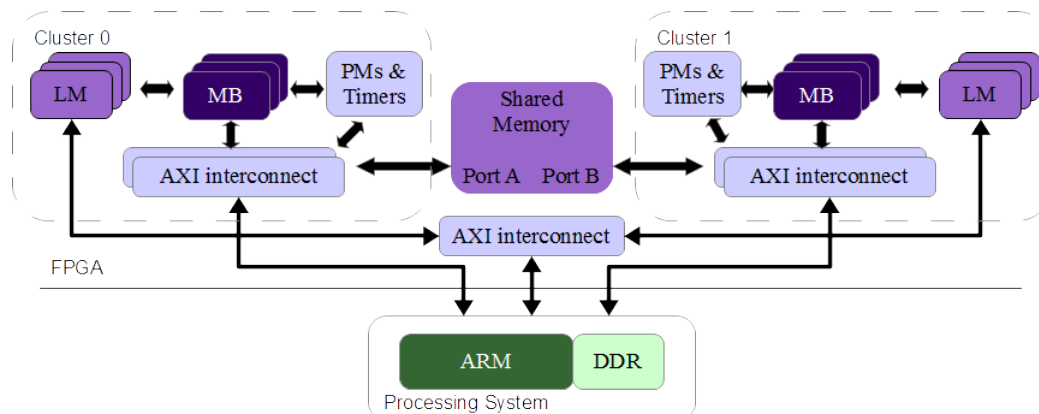 Cluster 0
LM
MB
PMs &
Timers
AXI interconnect
Shared
Memory
Port A Port B
Cluster 1
PMs &
Timers
MB
LM
AXI interconnect
AXI interconnect
FPGA
ARM
DDR
Processing System